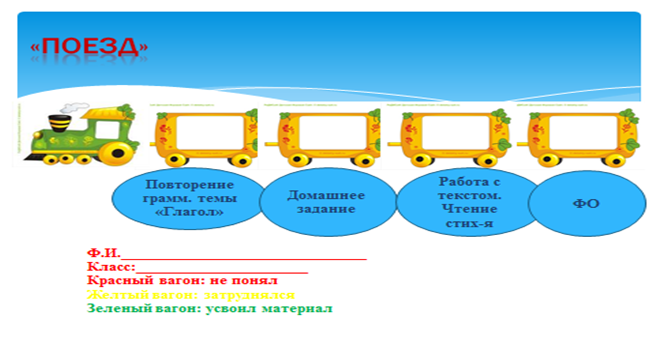 «ПОЕЗД»
Повторение
грамм. темы
«Глагол»
Домашнее
задание
Работа с
текстом.
Чтение
стих-я
ФО
Ф.И.___________________________________
Класс:_________________________
Красный вагон: не понял
Желтый вагон: затруднялся
Зеленый вагон: усвоил материал